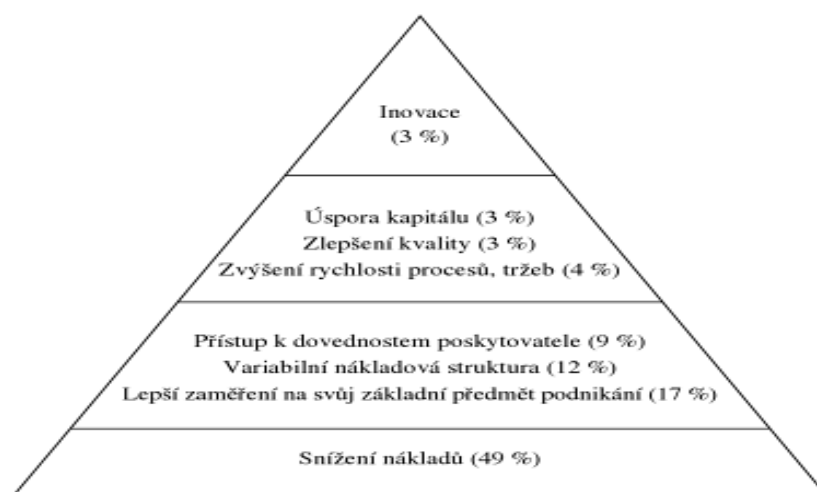 Inovace
(3 %)
Úspora kapitálu (3 %)
Zlepšení kvality (3 %)
Zvýšení rychlosti procesů, tržeb (4 %)
Přístup k dovednostem poskytovatele (9 %)
Variabilní nákladová struktura (12 %)
Lepší zaměření na svůj základní předmět podnikání (17 %)
Snížení nákladů (49 %)